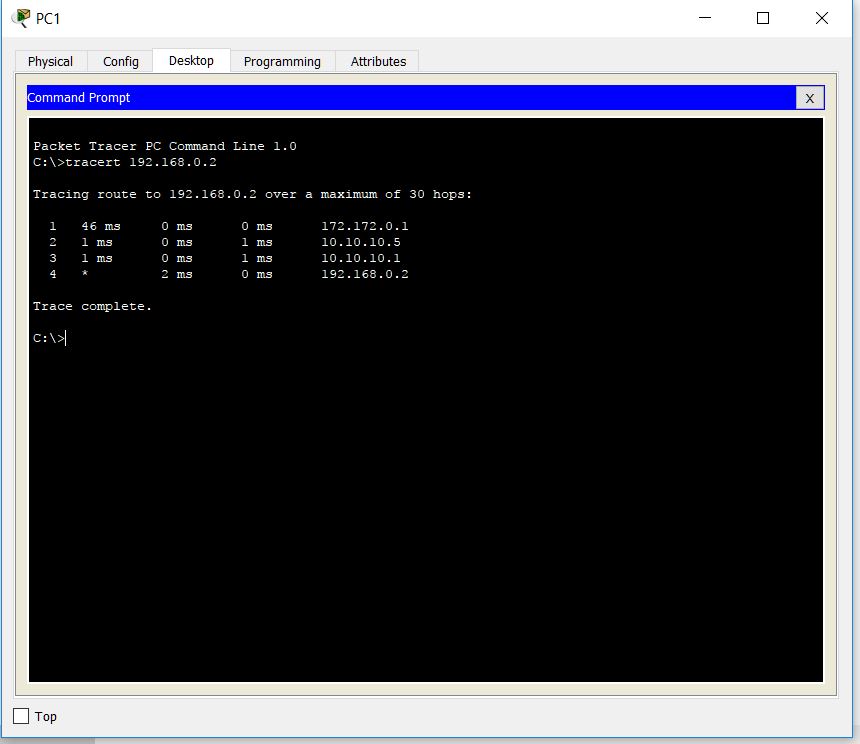 PC1
Physical Config Desktop Programming Attributes
Command Prompt X
Packet Tracer PC Command Line 1.0
C:\>tracert 192.168.0.2
Tracing route to 192.168.0.2 over a maximum of 30 hops:
1 46 ms 0 ms 0 ms 172.172.0.1
2 1 ms 0 ms 1 ms 10.10.10.5
3 1 ms 0 ms 1 ms 10.10.10.1
4 * 2 ms 0 ms 192.168.0.2
Trace complete.
C:\>
Top